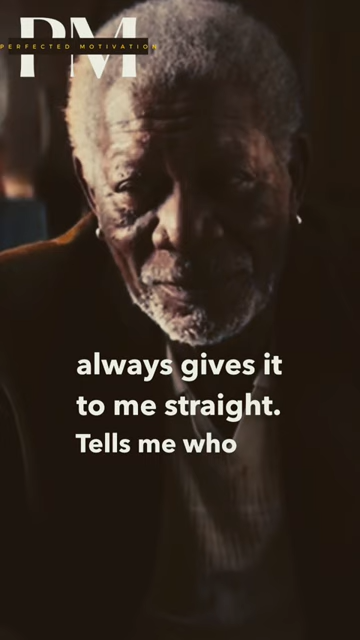 PM
PERFECTED MOTIVATION
always gives it
to me straight.
Tells me who